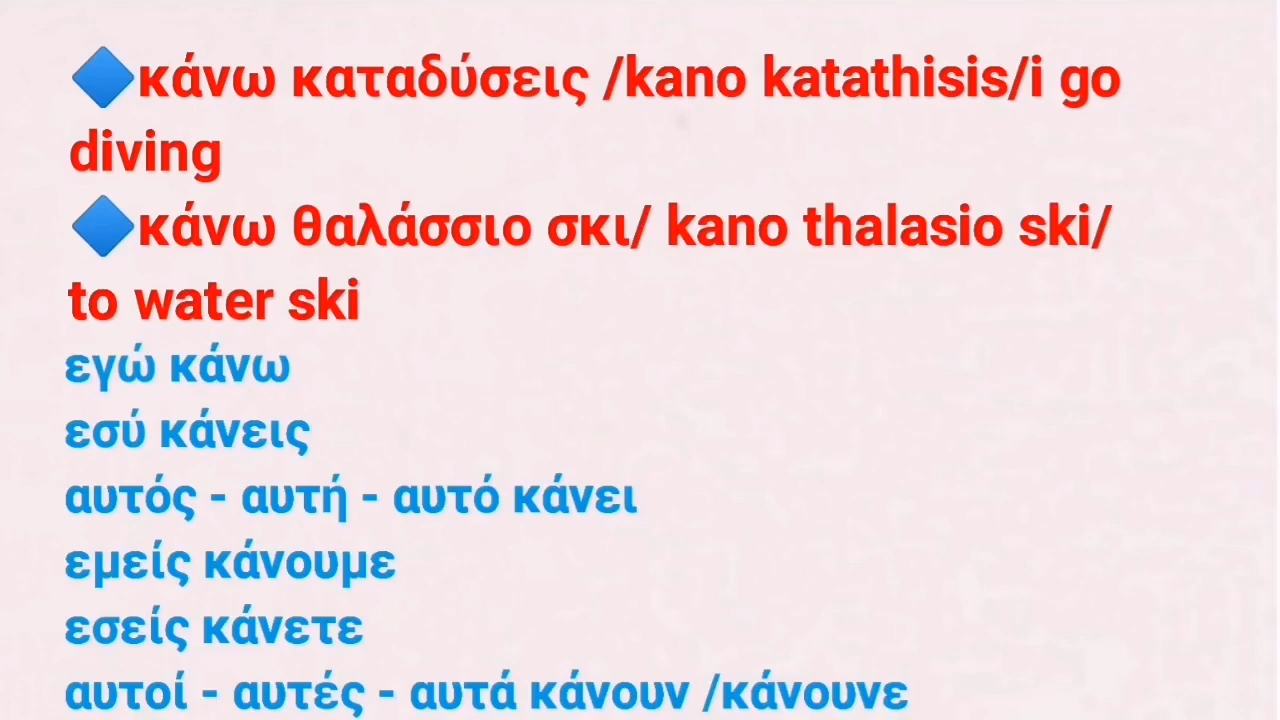 🔷κάνω καταδύσεις /kano katathisis/i go
diving
🔷κάνω θαλάσσιο σκι/ kano thalasio ski/
to water ski
εγώ κάνω
εσύ κάνεις
αυτός - αυτή - αυτό κάνει
εμείς κάνουμε
εσείς κάνετε
αυτοί - αυτές - αυτά κάνουν /κάνουνε